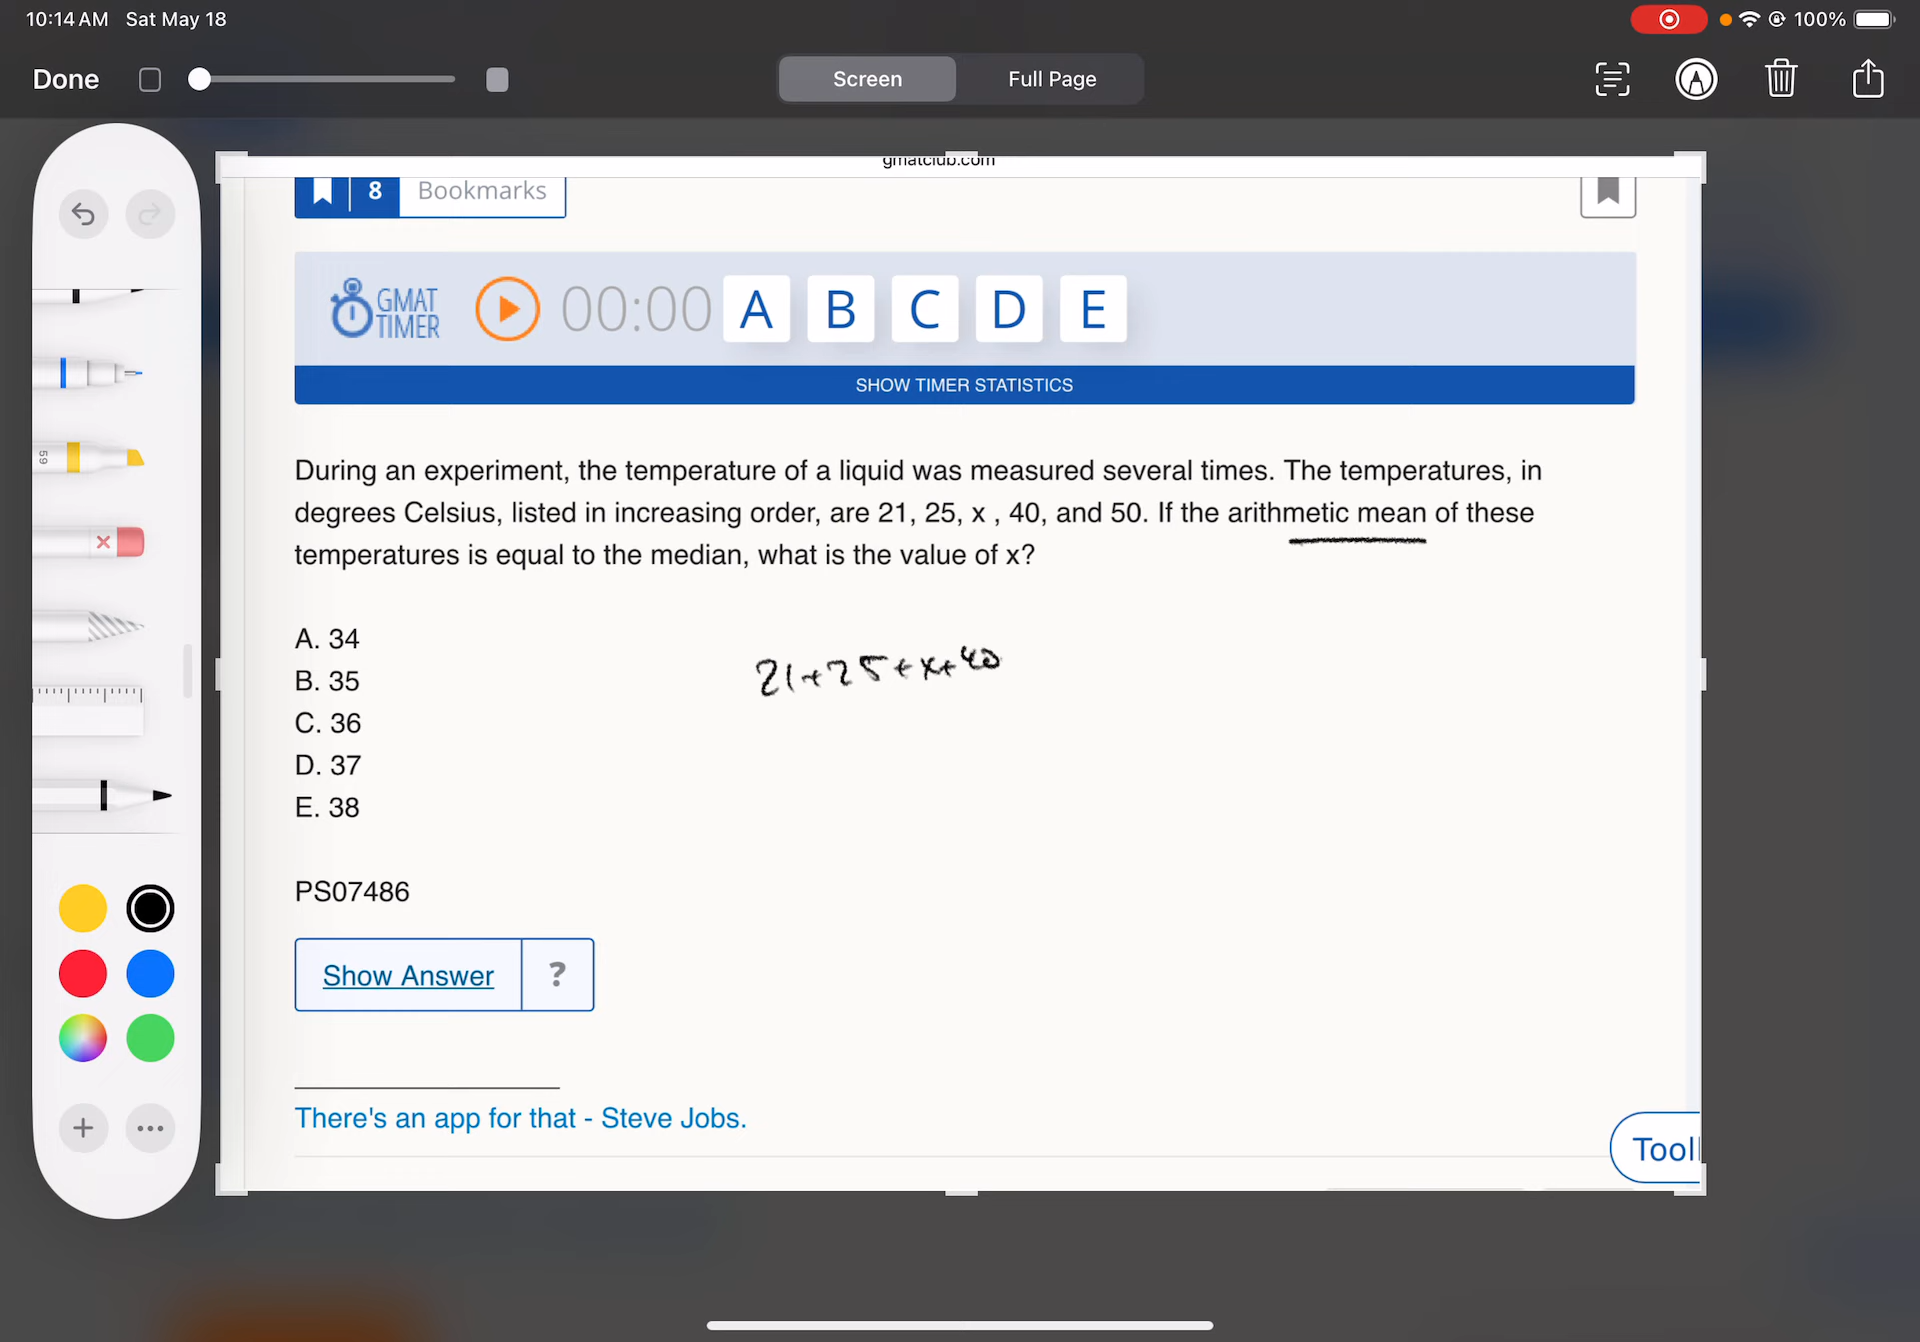 10:14 AM Sat May 18
100%
Done
Screen
Full Page
gmatclub.com
8 Bookmarks
GMAT TIMER
00:00
A B C D E
SHOW TIMER STATISTICS
During an experiment, the temperature of a liquid was measured several times. The temperatures, in
degrees Celsius, listed in increasing order, are 21, 25, x , 40, and 50. If the arithmetic mean of these
temperatures is equal to the median, what is the value of x?
A. 34
B. 35
C. 36
D. 37
E. 38
21+25+x+40
PS07486
Show Answer ?
There's an app for that - Steve Jobs.
Tool
59